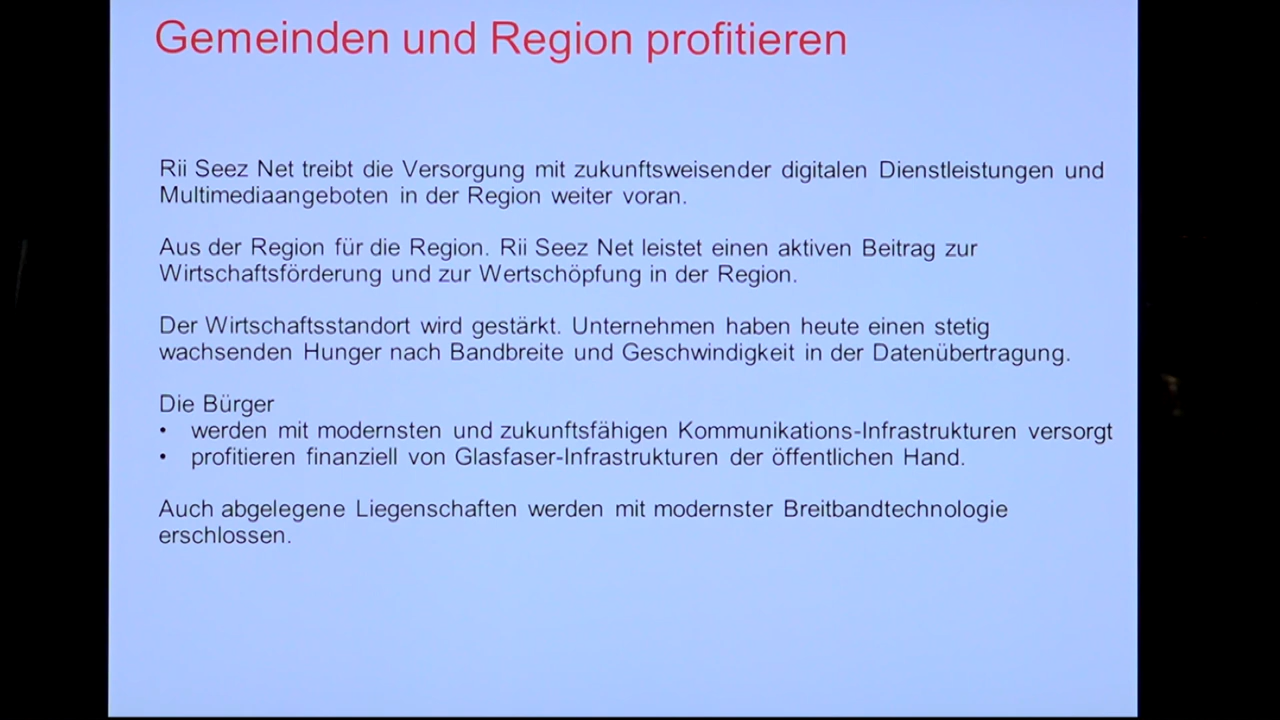 Gemeinden und Region profitieren
Rii Seez Net treibt die Versorgung mit zukunftsweisender digitalen Dienstleistungen und
Multimediaangeboten in der Region weiter voran.
Aus der Region für die Region. Rii Seez Net leistet einen aktiven Beitrag zur
Wirtschaftsförderung und zur Wertschöpfung in der Region.
Der Wirtschaftsstandort wird gestärkt. Unternehmen haben heute einen stetig
wachsenden Hunger nach Bandbreite und Geschwindigkeit in der Datenübertragung.
Die Bürger
• werden mit modernsten und zukunftsfähigen Kommunikations-Infrastrukturen versorgt
• profitieren finanziell von Glasfaser-Infrastrukturen der öffentlichen Hand.
Auch abgelegene Liegenschaften werden mit modernster Breitbandtechnologie
erschlossen.